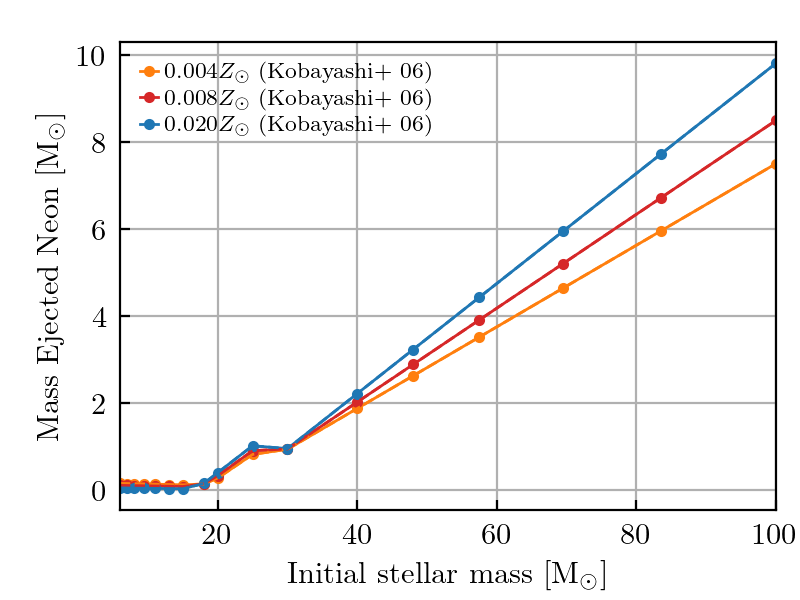 10
8
6
4
2
0
Mass Ejected Neon [M⊙]
0.004Z⊙ (Kobayashi+ 06)
0.008Z⊙ (Kobayashi+ 06)
0.020Z⊙ (Kobayashi+ 06)
20 40 60 80 100
Initial stellar mass [M⊙]